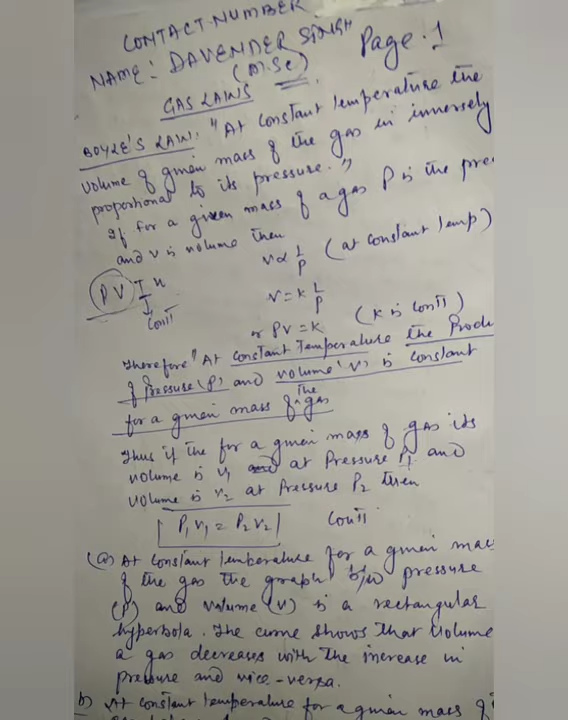 CONTACT-NUMBER
NAME: DAVENDER SINGH
(M.Sc)
Page.1
GAS LAWS
BOYLE'S LAW: "At constant temperature the
volume of given mass of the gas in inversely
proportional to its pressure."
If for a given mass of a gas P is the pre
and v is volume then
v∝ 1/P (at constant temp)
PV
v = k 1/P
Const
or PV = K (K is const)
Therefore "At constant Temperature the Produ
of Pressure (P) and volume (v) is constant
for a given mass of the gas
Thus if the for a given mass of gas its
volume is v1 at Pressure P1 and
volume is v2 at Pressure P2 then
P1 v1 = P2 v2 Const
(a) At constant temperature for a given mas
of the gas the graph b/w pressure
(P) and volume (v) is a rectangular
hyperbola. The curve shows that volume
a gas decreases with the increase in
pressure and vice-versa.
b) At constant temperature for a given mass of